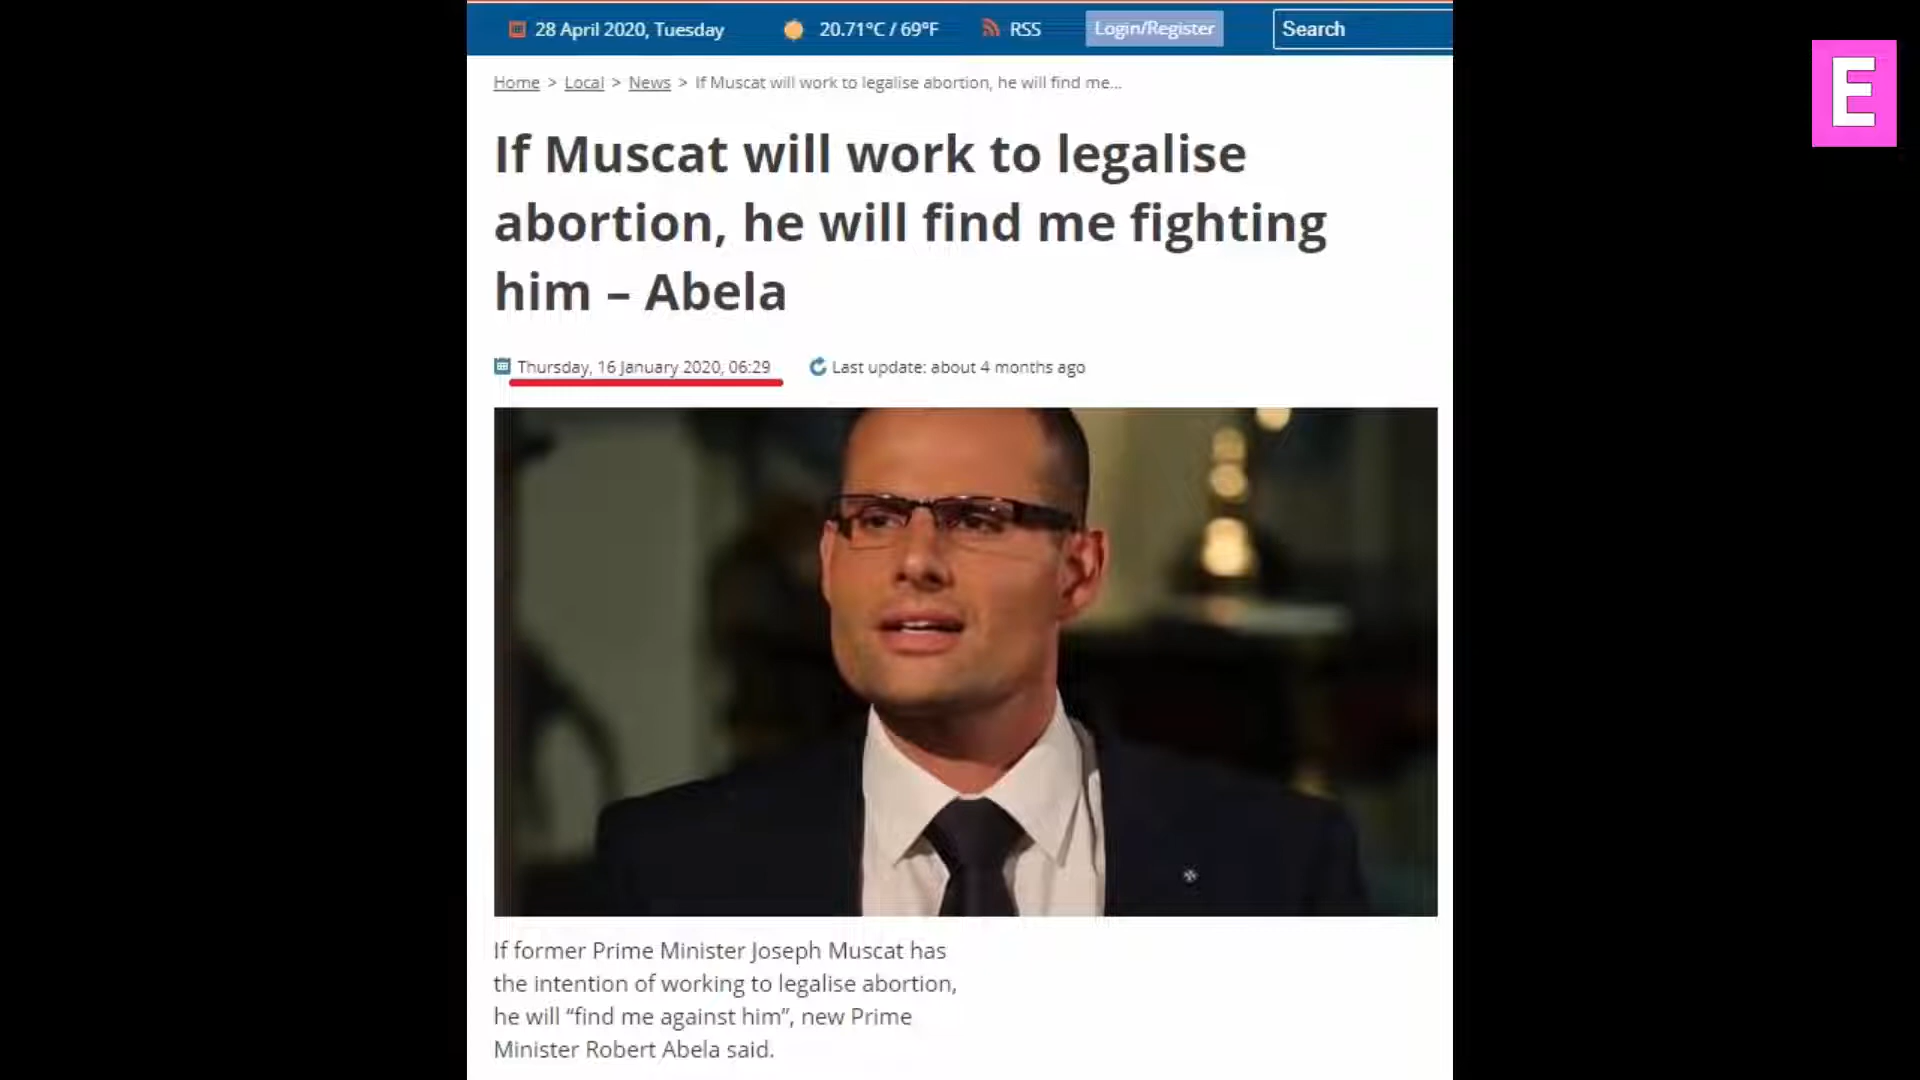 28 April 2020, Tuesday 20.71°C / 69°F RSS Login/Register Search
E
Home > Local > News > If Muscat will work to legalise abortion, he will find me...
If Muscat will work to legalise
abortion, he will find me fighting
him – Abela
Thursday, 16 January 2020, 06:29 Last update: about 4 months ago
If former Prime Minister Joseph Muscat has
the intention of working to legalise abortion,
he will “find me against him”, new Prime
Minister Robert Abela said.